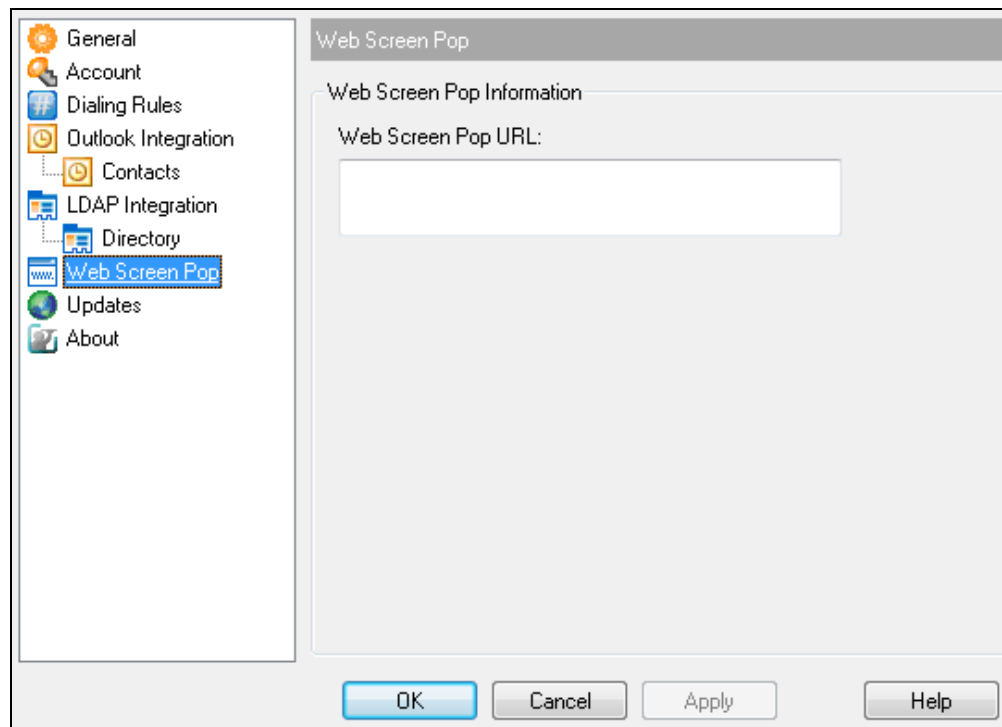 General
Account
Dialing Rules
Outlook Integration
Contacts
LDAP Integration
Directory
www.
Web Screen Pop
Updates
About
Web Screen Pop
Web Screen Pop Information
Web Screen Pop URL:
OK
Cancel
Apply
Help